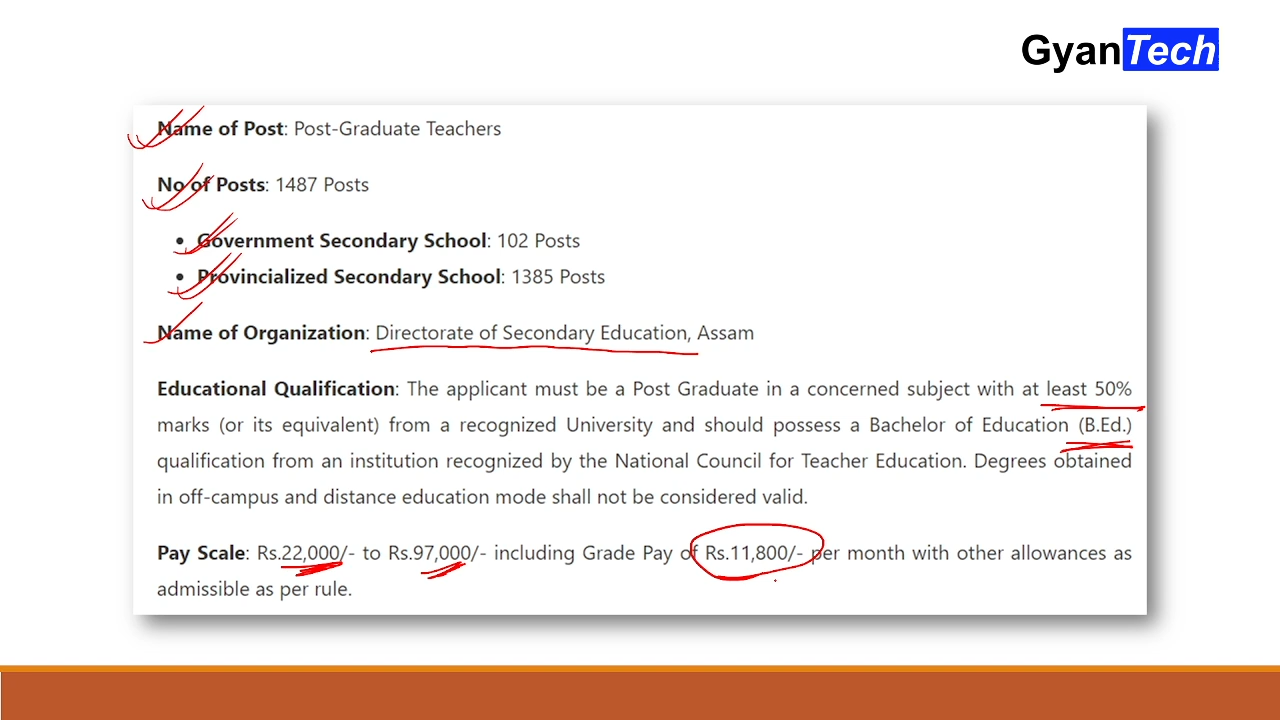 GyanTech
Name of Post: Post-Graduate Teachers
No of Posts: 1487 Posts
• Government Secondary School: 102 Posts
• Provincialized Secondary School: 1385 Posts
Name of Organization: Directorate of Secondary Education, Assam
Educational Qualification: The applicant must be a Post Graduate in a concerned subject with at least 50%
marks (or its equivalent) from a recognized University and should possess a Bachelor of Education (B.Ed.)
qualification from an institution recognized by the National Council for Teacher Education. Degrees obtained
in off-campus and distance education mode shall not be considered valid.
Pay Scale: Rs.22,000/- to Rs.97,000/- including Grade Pay of Rs.11,800/- per month with other allowances as
admissible as per rule.